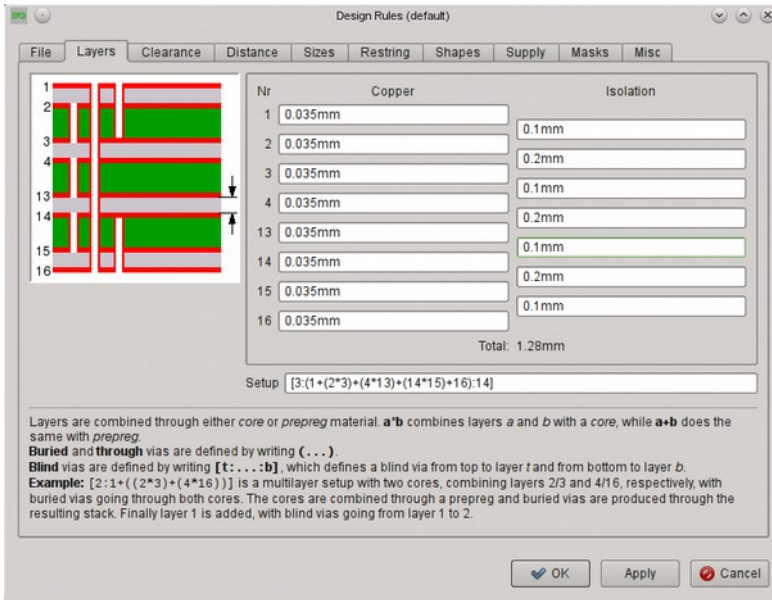 Design Rules (default)
File Layers Clearance Distance Sizes Restring Shapes Supply Masks Misc
1
2
3
4
13
14
15
16
Nr Copper Isolation
1 0.035mm
0.1mm
2 0.035mm
0.2mm
3 0.035mm
0.1mm
4 0.035mm
0.2mm
13 0.035mm
0.1mm
14 0.035mm
0.2mm
15 0.035mm
0.1mm
16 0.035mm
Total: 1.28mm
Setup [3:(1+(2*3)+(4*13)+(14*15)+16):14]
Layers are combined through either core or prepreg material. a*b combines layers a and b with a core, while a+b does the
same with prepreg.
Buried and through vias are defined by writing (...).
Blind vias are defined by writing [t:...:b], which defines a blind via from top to layer t and from bottom to layer b.
Example: [2:1+((2*3)+(4*16))] is a multilayer setup with two cores, combining layers 2/3 and 4/16, respectively, with
buried vias going through both cores. The cores are combined through a prepreg and buried vias are produced through the
resulting stack. Finally layer 1 is added, with blind vias going from layer 1 to 2.
OK Apply Cancel